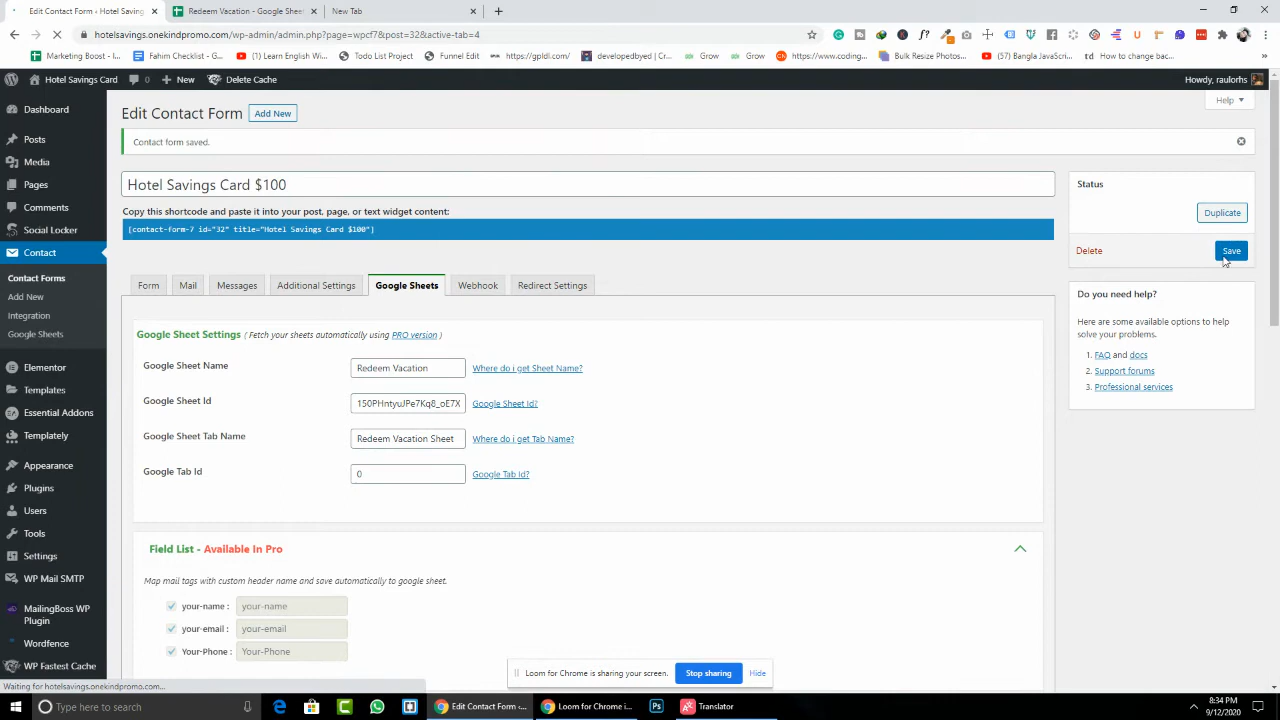 Edit Contact Form ‹ Hotel Saving
Redeem Vacation - Google Sheet
New Tab
hotelsavings.onekindpromo.com/wp-admin/admin.php?page=wpcf7&post=32&active-tab=4
Marketing Boost - I...
Fahim Checklist - G...
(1) Learn English Wi...
Todo List Project
Funnel Edit
https://gpldl.com/...
developedbyed...
Grow
Grow
https://www.coding...
Bulk Resize Photos...
(57) Bangla JavaScri...
How to change bac...
Hotel Savings Card
0
New
Delete Cache
Howdy, raulorhs
Dashboard
Posts
Media
Pages
Comments
Social Locker
Contact
Contact Forms
Add New
Integration
Google Sheets
Elementor
Templates
Essential Addons
Templately
Appearance
Plugins
Users
Tools
Settings
WP Mail SMTP
MailingBoss WP
Plugin
Wordfence
WP Fastest Cache
Edit Contact Form
Add New
Help
Contact form saved.
Hotel Savings Card $100
Copy this shortcode and paste it into your post, page, or text widget content:
[contact-form-7 id="32" title="Hotel Savings Card $100"]
Form
Mail
Messages
Additional Settings
Google Sheets
Webhook
Redirect Settings
Google Sheet Settings ( Fetch your sheets automatically using PRO version )
Google Sheet Name
Redeem Vacation
Where do i get Sheet Name?
Google Sheet Id
150PHntyuJPe7Kq8_oE7X
Google Sheet Id?
Google Sheet Tab Name
Redeem Vacation Sheet
Where do i get Tab Name?
Google Tab Id
0
Google Tab Id?
Field List - Available In Pro
Map mail tags with custom header name and save automatically to google sheet.
your-name :
your-name
your-email :
your-email
Your-Phone :
Your-Phone
Status
Duplicate
Delete
Save
Do you need help?
Here are some available options to help
solve your problems.
1. FAQ and docs
2. Support forums
3. Professional services
Loom for Chrome is sharing your screen.
Stop sharing
Hide
Waiting for hotelsavings.onekindpromo.com...
Type here to search
Edit Contact Form ‹...
Loom for Chrome i...
Translator
8:34 PM
9/12/2020